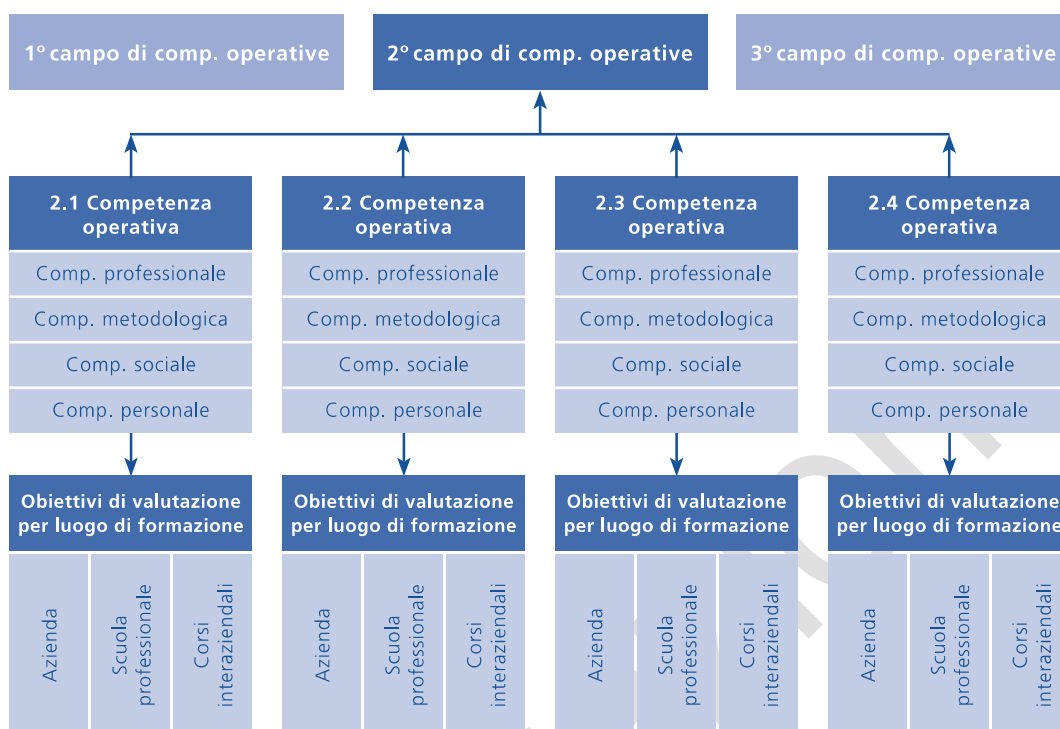 1º campo di comp. operative
2º campo di comp. operative
3º campo di comp. operative
2.1 Competenza
operativa
Comp. professionale
Comp. metodologica
Comp. sociale
Comp. personale
Obiettivi di valutazione
per luogo di formazione
Azienda
Scuola
professionale
Corsi
interaziendali
2.2 Competenza
operativa
Comp. professionale
Comp. metodologica
Comp. sociale
Comp. personale
Obiettivi di valutazione
per luogo di formazione
Azienda
Scuola
professionale
Corsi
interaziendali
2.3 Competenza
operativa
Comp. professionale
Comp. metodologica
Comp. sociale
Comp. personale
Obiettivi di valutazione
per luogo di formazione
Azienda
Scuola
professionale
Corsi
interaziendali
2.4 Competenza
operativa
Comp. professionale
Comp. metodologica
Comp. sociale
Comp. personale
Obiettivi di valutazione
per luogo di formazione
Azienda
Scuola
professionale
Corsi
interaziendali